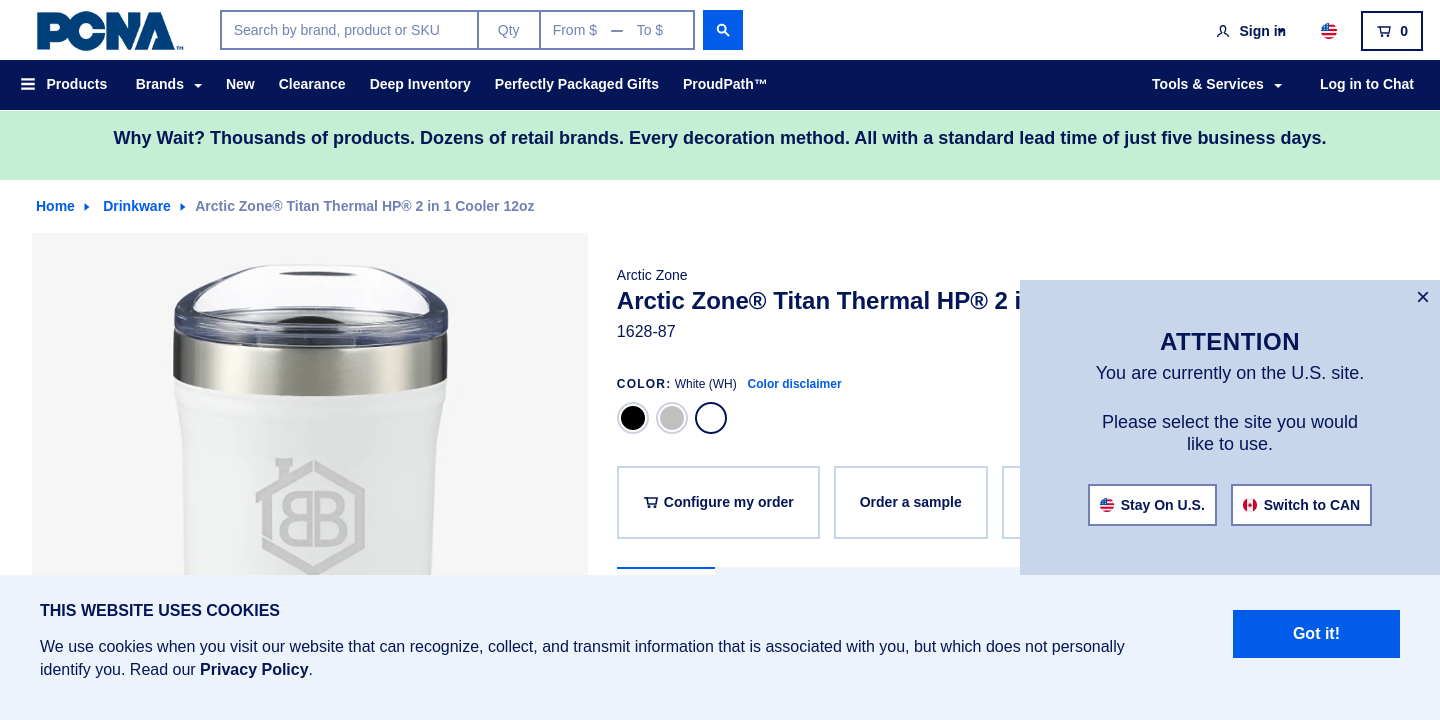 PCNA™
Search by brand, product or SKU
Qty
From $ — To $
Sign in
0
Products
Brands
New
Clearance
Deep Inventory
Perfectly Packaged Gifts
ProudPath™
Tools & Services
Log in to Chat
Why Wait? Thousands of products. Dozens of retail brands. Every decoration method. All with a standard lead time of just five business days.
Home
Drinkware
Arctic Zone® Titan Thermal HP® 2 in 1 Cooler 12oz
Arctic Zone
Arctic Zone® Titan Thermal HP® 2 i
1628-87
COLOR: White (WH) Color disclaimer
Configure my order
Order a sample
×
ATTENTION
You are currently on the U.S. site.
Please select the site you would
like to use.
Stay On U.S.
Switch to CAN
BB
THIS WEBSITE USES COOKIES
We use cookies when you visit our website that can recognize, collect, and transmit information that is associated with you, but which does not personally
identify you. Read our Privacy Policy.
Got it!